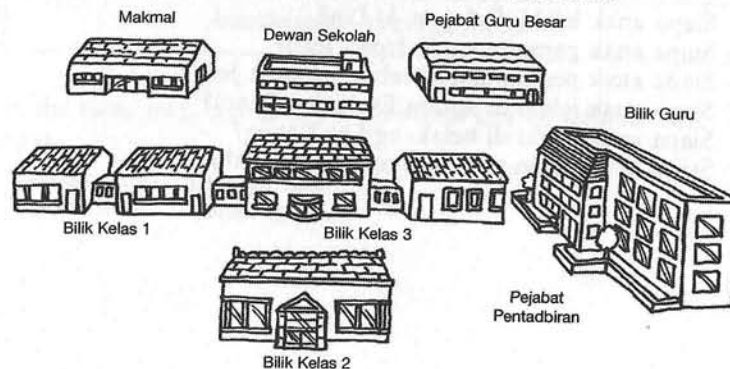 Makmal
Dewan Sekolah
Pejabat Guru Besar
Bilik Guru
Bilik Kelas 1
Bilik Kelas 3
Pejabat
Pentadbiran
Bilik Kelas 2